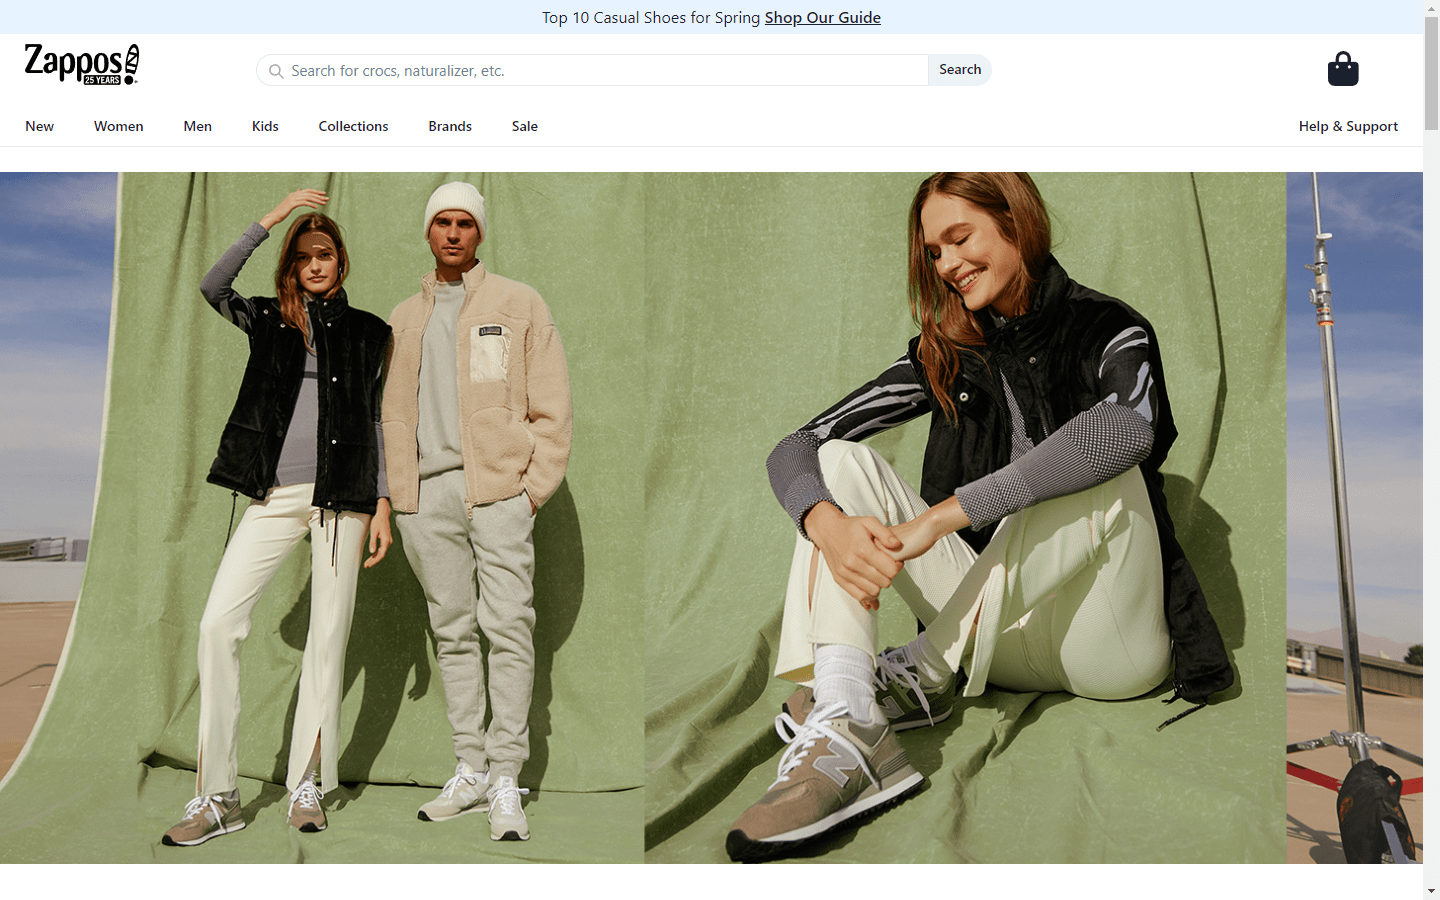 Top 10 Casual Shoes for Spring Shop Our Guide
Zappos!
25 YEARS
Search for crocs, naturalizer, etc.
Search
New
Women
Men
Kids
Collections
Brands
Sale
Help & Support
N